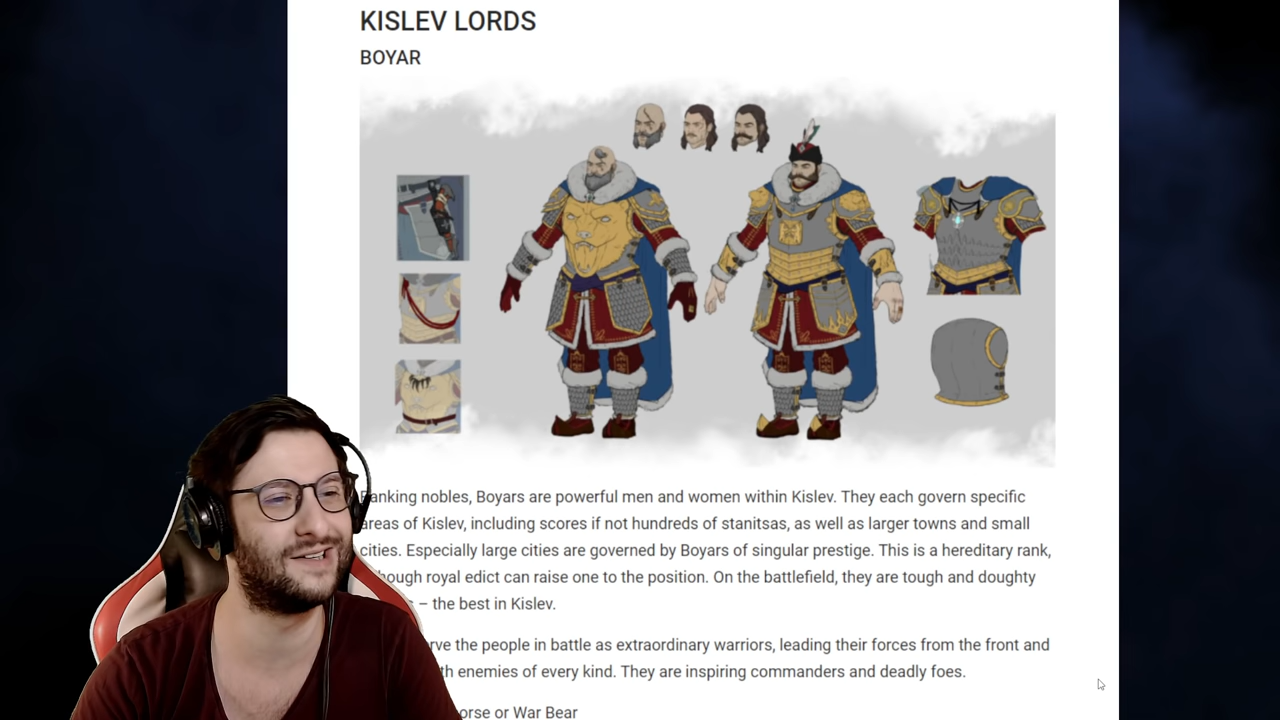 KISLEV LORDS
BOYAR
Ranking nobles, Boyars are powerful men and women within Kislev. They each govern specific
areas of Kislev, including scores if not hundreds of stanitsas, as well as larger towns and small
cities. Especially large cities are governed by Boyars of singular prestige. This is a hereditary rank,
though royal edict can raise one to the position. On the battlefield, they are tough and doughty
– the best in Kislev.
the people in battle as extraordinary warriors, leading their forces from the front and
enemies of every kind. They are inspiring commanders and deadly foes.
or War Bear